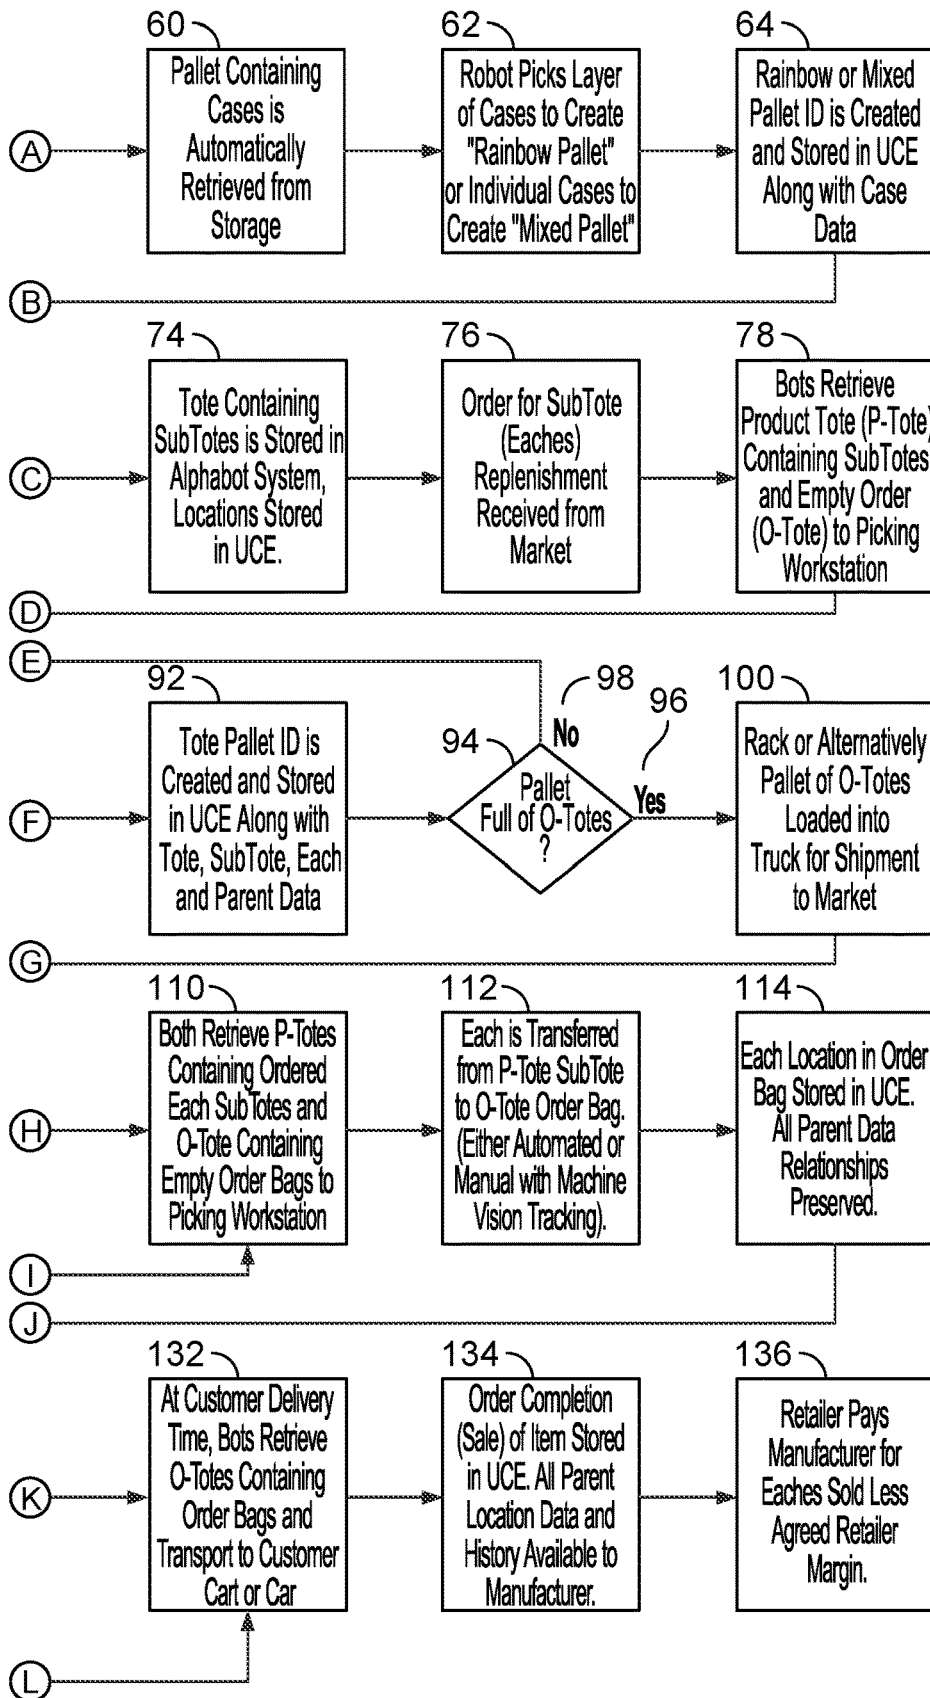 60
62
64
A
Pallet Containing
Cases is
Automatically
Retrieved from
Storage
Robot Picks Layer
of Cases to Create
"Rainbow Pallet"
or Individual Cases to
Create "Mixed Pallet"
Rainbow or Mixed
Pallet ID is Created
and Stored in UCE
Along with Case
Data
B
74
76
78
C
Tote Containing
SubTotes is Stored in
Alphabot System,
Locations Stored
in UCE.
Order for SubTote
(Eaches)
Replenishment
Received from
Market
Bots Retrieve
Product Tote (P-Tote)
Containing SubTotes
and Empty Order
(O-Tote) to Picking
Workstation
D
E
92
94
98
96
100
F
Tote Pallet ID is
Created and Stored
in UCE Along with
Tote, SubTote, Each
and Parent Data
No
Pallet
Full of O-Totes
?
Yes
Rack or Alternatively
Pallet of O-Totes
Loaded into
Truck for Shipment
to Market
G
110
112
114
H
Both Retrieve P-Totes
Containing Ordered
Each SubTotes and
O-Tote Containing
Empty Order Bags to
Picking Workstation
Each is Transferred
from P-Tote SubTote
to O-Tote Order Bag.
(Either Automated or
Manual with Machine
Vision Tracking).
Each Location in Order
Bag Stored in UCE.
All Parent Data
Relationships
Preserved.
I
J
132
134
136
K
At Customer Delivery
Time, Bots Retrieve
O-Totes Containing
Order Bags and
Transport to Customer
Cart or Car
Order Completion
(Sale) of Item Stored
in UCE. All Parent
Location Data and
History Available to
Manufacturer.
Retailer Pays
Manufacturer for
Eaches Sold Less
Agreed Retailer
Margin.
L